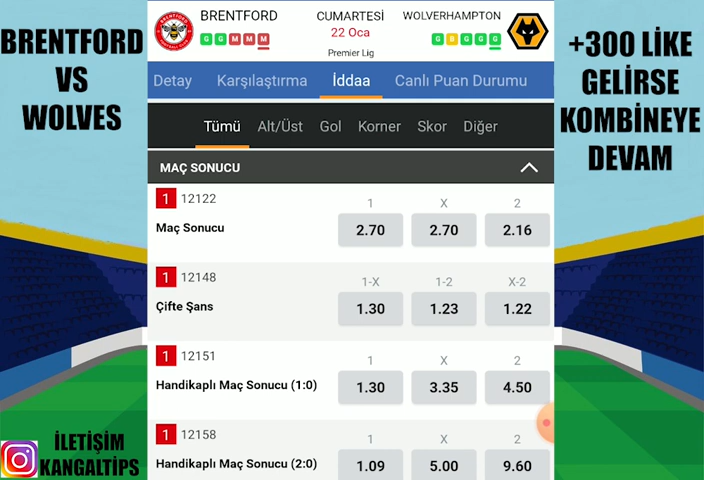 BRENTFORD
VS
WOLVES
BRENTFORD
G G M M M
CUMARTESİ
22 Oca
Premier Lig
WOLVERHAMPTON
G B G G G
+300 LİKE
GELİRSE
KOMBİNEYE
DEVAM
Detay Karşılaştırma İddaa Canlı Puan Durumu
Tümü Alt/Üst Gol Korner Skor Diğer
MAÇ SONUCU
1 12122
1 X 2
Maç Sonucu 2.70 2.70 2.16
1 12148
1-X 1-2 X-2
Çifte Şans 1.30 1.23 1.22
1 12151
1 X 2
Handikaplı Maç Sonucu (1:0) 1.30 3.35 4.50
1 12158
1 X 2
Handikaplı Maç Sonucu (2:0) 1.09 5.00 9.60
İLETİŞİM
KANGALTİPS